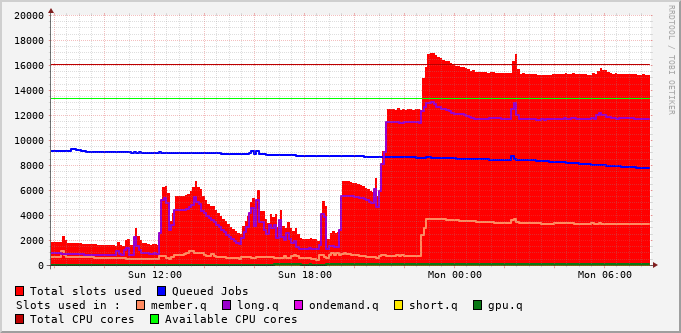 RRDTOOL / TOBI OETIKER
20000
18000
16000
14000
12000
10000
8000
6000
4000
2000
0
Sun 12:00 Sun 18:00 Mon 00:00 Mon 06:00
Total slots used Queued Jobs
Slots used in : member.q long.q ondemand.q short.q gpu.q
Total CPU cores Available CPU cores